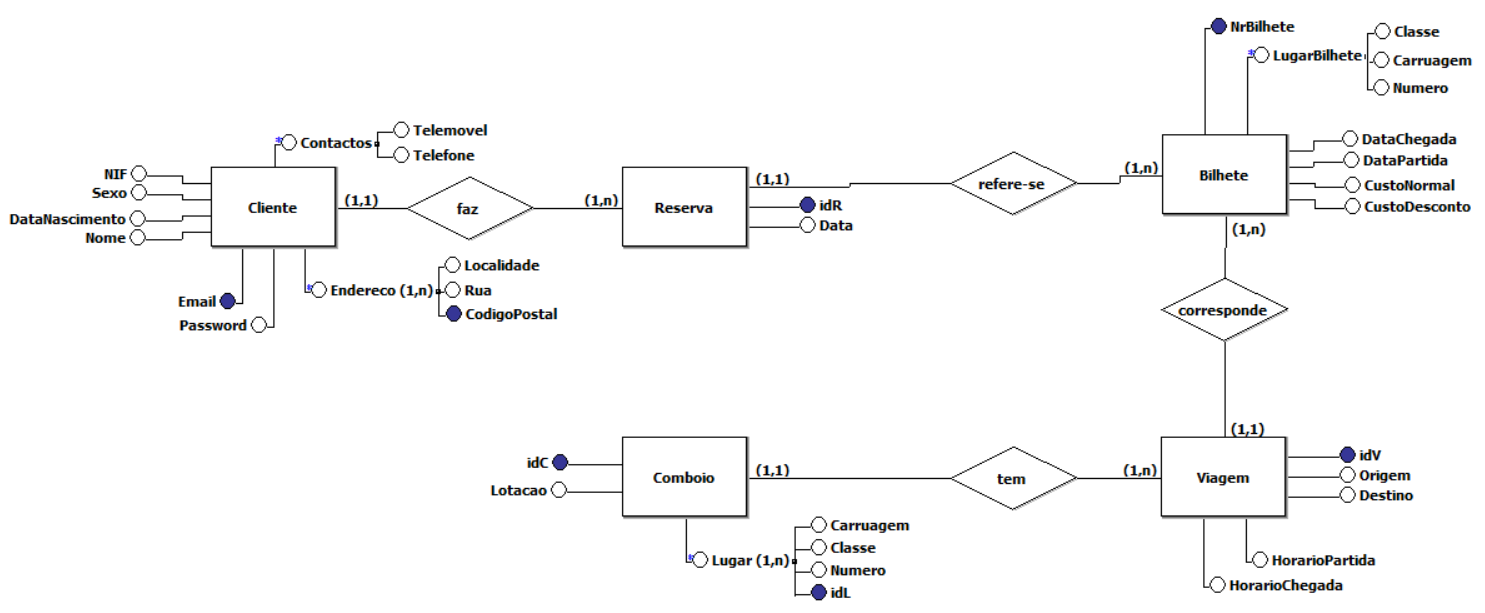 NrBilhete
Classe
* LugarBilhete
Carruagem
Numero
* Contactos
Telemovel
Telefone
NIF
Sexo
DataNascimento
Nome
Cliente
(1,1)
faz
(1,n)
Reserva
(1,1)
idR
Data
refere-se
(1,n)
Bilhete
DataChegada
DataPartida
CustoNormal
CustoDesconto
(1,n)
Email
Password
* Endereco (1,n)
Localidade
Rua
CodigoPostal
corresponde
(1,1)
idC
Lotacao
Comboio
(1,1)
tem
(1,n)
Viagem
idV
Origem
Destino
* Lugar (1,n)
Carruagem
Classe
Numero
idL
HorarioPartida
HorarioChegada